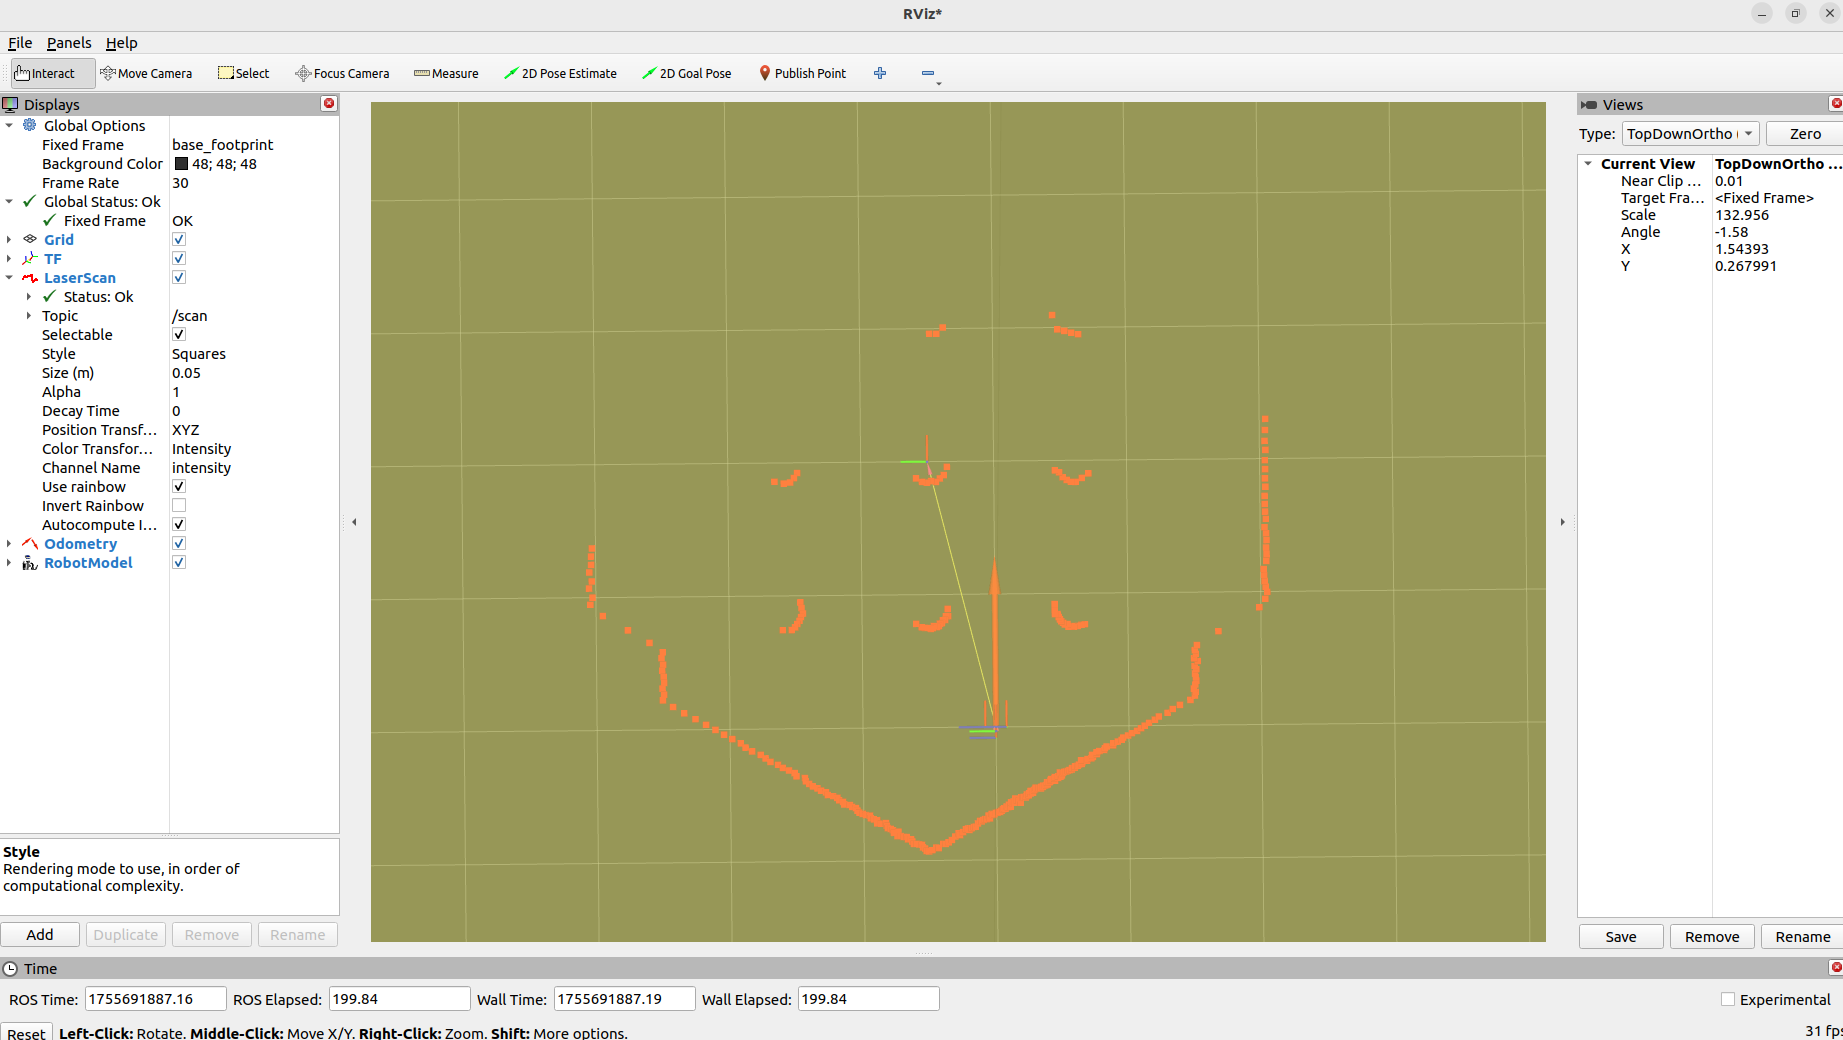 RViz*
File Panels Help
Interact Move Camera Select Focus Camera Measure 2D Pose Estimate 2D Goal Pose Publish Point
Displays
Global Options
Fixed Frame base_footprint
Background Color 48; 48; 48
Frame Rate 30
Global Status: Ok
Fixed Frame OK
Grid
TF
LaserScan
Status: Ok
Topic /scan
Selectable
Style Squares
Size (m) 0.05
Alpha 1
Decay Time 0
Position Transf... XYZ
Color Transfor... Intensity
Channel Name intensity
Use rainbow
Invert Rainbow
Autocompute I...
Odometry
RobotModel
Style
Rendering mode to use, in order of
computational complexity.
Add Duplicate Remove Rename
Views
Type: TopDownOrtho ( Zero
Current View TopDownOrtho ...
Near Clip ... 0.01
Target Fra... <Fixed Frame>
Scale 132.956
Angle -1.58
X 1.54393
Y 0.267991
Save Remove Rename
Time
ROS Time: 1755691887.16 ROS Elapsed: 199.84 Wall Time: 1755691887.19 Wall Elapsed: 199.84 Experimental
Reset Left-Click: Rotate. Middle-Click: Move X/Y. Right-Click: Zoom. Shift: More options. 31 fps